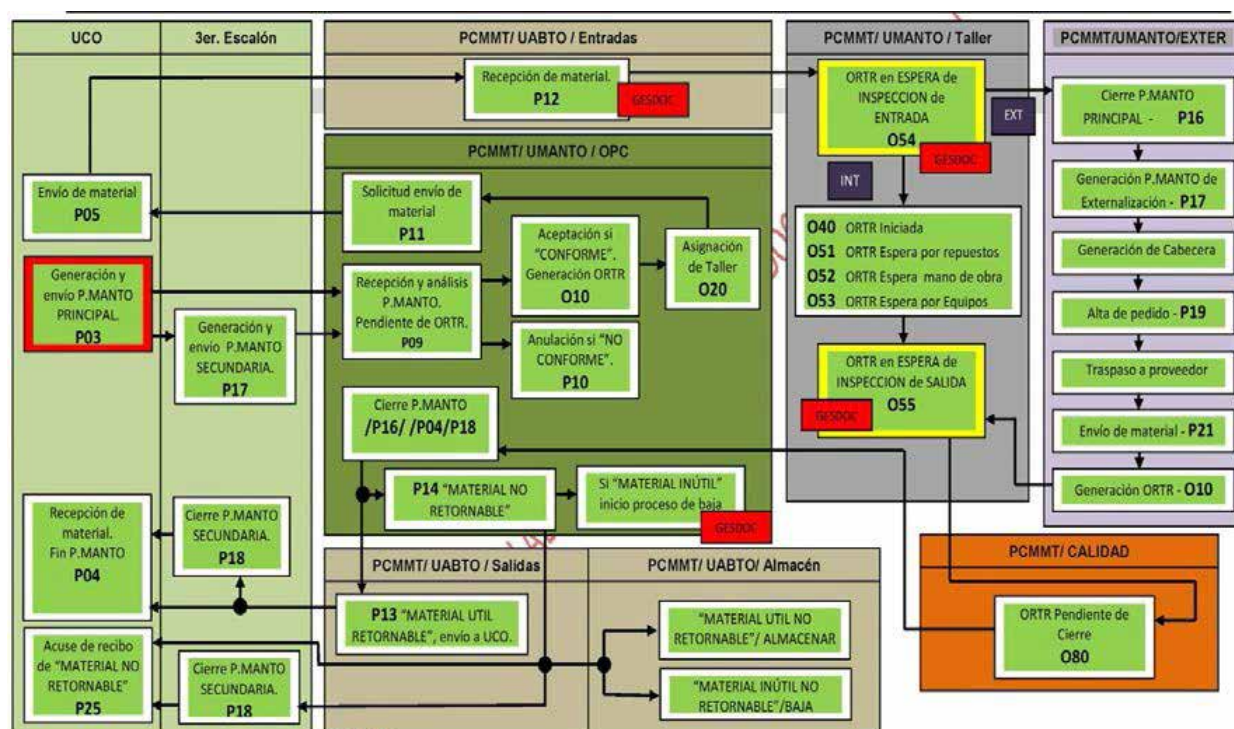 UCO
3er. Escalón
PCMMT/ UABTO / Entradas
PCMMT/ UMANTO / Taller
PCMMT/UMANTO/EXTER
Recepción de material.
P12
GESDOC
ORTR en ESPERA de
INSPECCION de
ENTRADA
O54
GESDOC
EXT
INT
Cierre P.MANTO
PRINCIPAL - P16
Generación P.MANTO de
Externalización - P17
Generación de Cabecera
Alta de pedido - P19
Traspaso a proveedor
Envío de material - P21
Generación ORTR - O10
PCMMT/ UMANTO / OPC
Envío de material
P05
Solicitud envío de
material
P11
Generación y
envío P.MANTO
PRINCIPAL.
P03
Generación y
envío P.MANTO
SECUNDARIA.
P17
Recepción y análisis
P.MANTO.
Pendiente de ORTR.
P09
Aceptación si
"CONFORME".
Generación ORTR
O10
Asignación
de Taller
O20
Anulación si "NO
CONFORME".
P10
O40 ORTR Iniciada
O51 ORTR Espera por repuestos
O52 ORTR Espera mano de obra
O53 ORTR Espera por Equipos
ORTR en ESPERA de
INSPECCIÓN de SALIDA
O55
GESDOC
Cierre P.MANTO
/P16/ /P04/P18
P14 "MATERIAL NO
RETORNABLE"
Si "MATERIAL INÚTIL"
inicio proceso de baja
GESDOC
Recepción de
material.
Fin P.MANTO
P04
Cierre P.MANTO
SECUNDARIA.
P18
PCMMT/ UABTO / Salidas
PCMMT/ UABTO/ Almacén
PCMMT/ CALIDAD
P13 "MATERIAL UTIL
RETORNABLE", envío a UCO.
"MATERIAL UTIL NO
RETORNABLE"/ ALMACENAR
"MATERIAL INÚTIL NO
RETORNABLE"/BAJA
ORTR Pendiente de
Cierre
O80
Acuse de recibo
de "MATERIAL NO
RETORNABLE"
P25
Cierre P.MANTO
SECUNDARIA.
P18